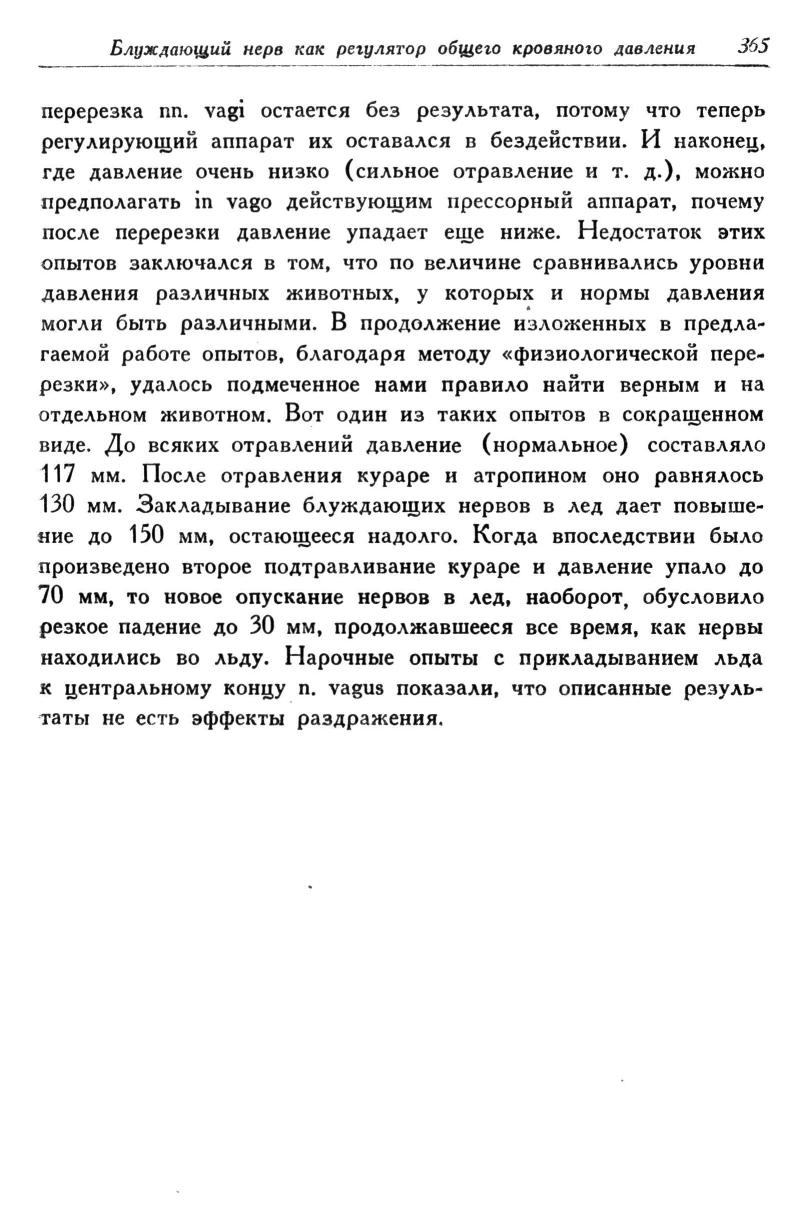 Блуждающий нерв как регулятор общего кровяного давления 365
перерезка nn. vagi остается без результата, потому что теперь
регулирующий аппарат их оставался в бездействии. И наконец,
где давление очень низко (сильное отравление и т. д.), можно
предполагать in vago действующим прессорный аппарат, почему
после перерезки давление упадает еще ниже. Недостаток этих
опытов заключался в том, что по величине сравнивались уровни
давления различных животных, у которых и нормы давления
могли быть различными. В продолжение изложенных в предла-
гаемой работе опытов, благодаря методу «физиологической пере-
резки», удалось подмеченное нами правило найти верным и на
отдельном животном. Вот один из таких опытов в сокращенном
виде. До всяких отравлений давление (нормальное) составляло
117 мм. После отравления кураре и атропином оно равнялось
130 мм. Закладывание блуждающих нервов в лед дает повыше-
ние до 150 мм, остающееся надолго. Когда впоследствии было
произведено второе подтравливание кураре и давление упало до
70 мм, то новое опускание нервов в лед, наоборот, обусловило
резкое падение до 30 мм, продолжавшееся все время, как нервы
находились во льду. Нарочные опыты с прикладыванием льда
к центральному концу n. vagus показали, что описанные резуль-
таты не есть эффекты раздражения.